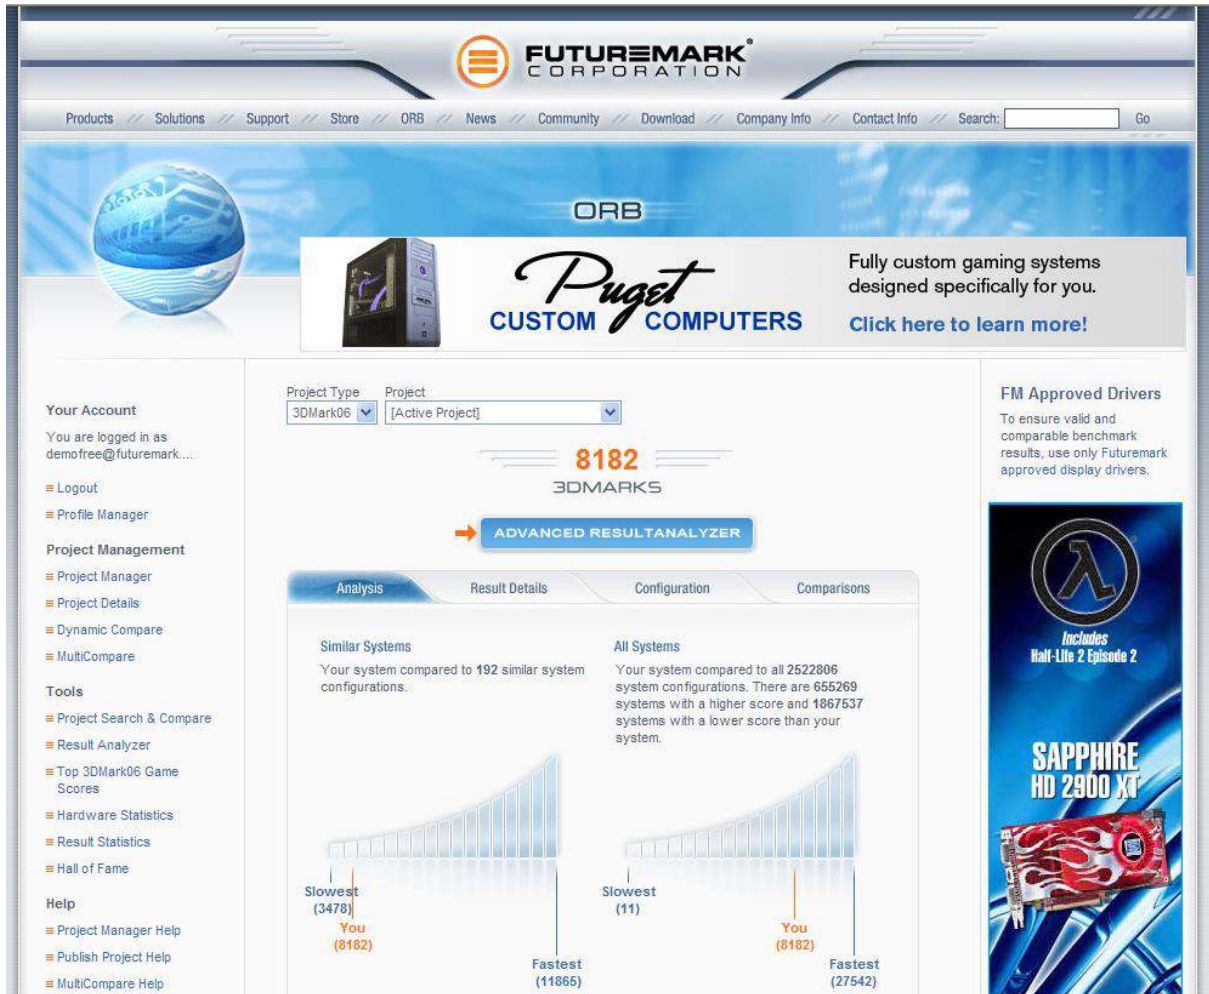 FUTUREMARK
CORPORATION
Products
Solutions
Support
Store
ORB
News
Community
Download
Company Info
Contact Info
Search:
Go
ORB
Puget
CUSTOM COMPUTERS
Fully custom gaming systems
designed specifically for you.
Click here to learn more!
Your Account
You are logged in as
demofree@futuremark....
Logout
Profile Manager
Project Management
Project Manager
Project Details
Dynamic Compare
MultiCompare
Tools
Project Search & Compare
Result Analyzer
Top 3DMark06 Game
Scores
Hardware Statistics
Result Statistics
Hall of Fame
Help
Project Manager Help
Publish Project Help
MultiCompare Help
Project Type Project
3DMark06 [Active Project]
8182
3DMARKS
ADVANCED RESULTANALYZER
Analysis
Result Details
Configuration
Comparisons
Similar Systems
Your system compared to 192 similar system
configurations.
Slowest
(3478)
You
(8182)
Fastest
(11865)
All Systems
Your system compared to all 2522806
system configurations. There are 655269
systems with a higher score and 1867537
systems with a lower score than your
system.
Slowest
(11)
You
(8182)
Fastest
(27542)
FM Approved Drivers
To ensure valid and
comparable benchmark
results, use only Futuremark
approved display drivers.
Includes
Half-Life 2 Episode 2
SAPPHIRE
HD 2900 XT